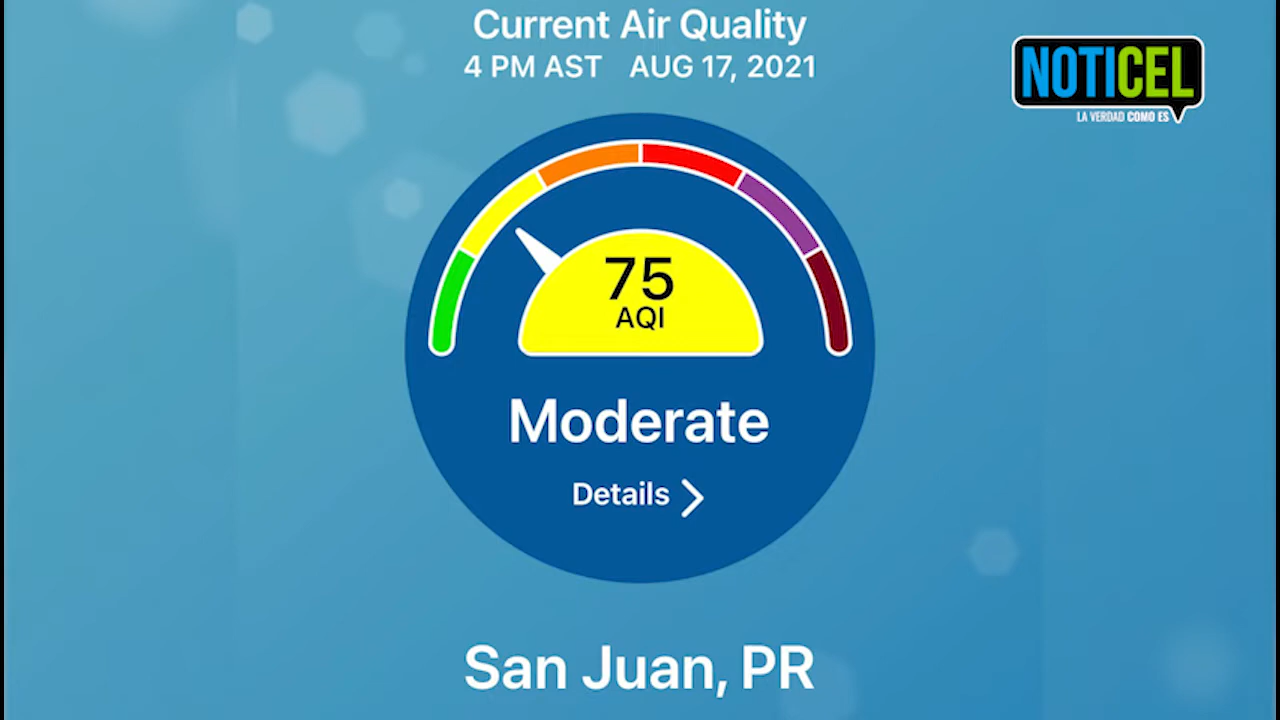 Current Air Quality
4 PM AST AUG 17, 2021
NOTICEL
LA VERDAD COMO ES
75
AQI
Moderate
Details
San Juan, PR